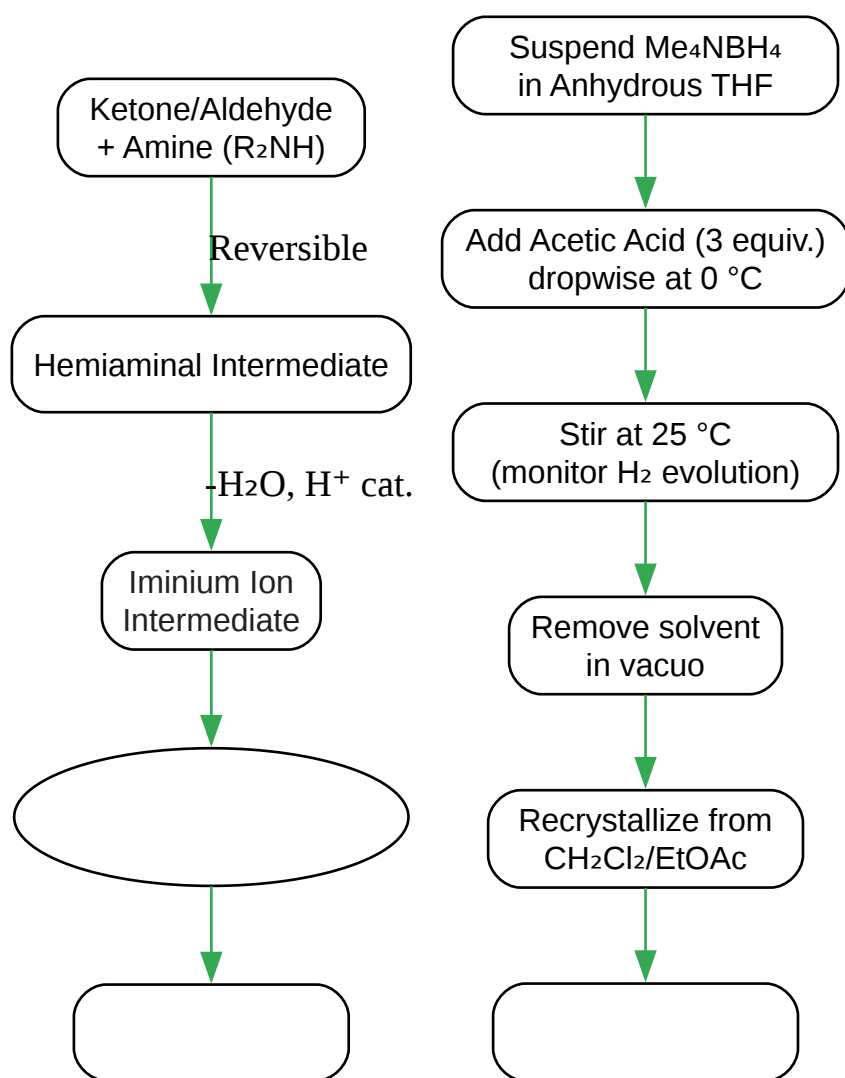 Ketone/Aldehyde
+ Amine (R₂NH)
Reversible
Hemiaminal Intermediate
-H₂O, H⁺ cat.
Iminium Ion
Intermediate
Suspend Me₄NBH₄
in Anhydrous THF
Add Acetic Acid (3 equiv.)
dropwise at 0 °C
Stir at 25 °C
(monitor H₂ evolution)
Remove solvent
in vacuo
Recrystallize from
CH₂Cl₂/EtOAc